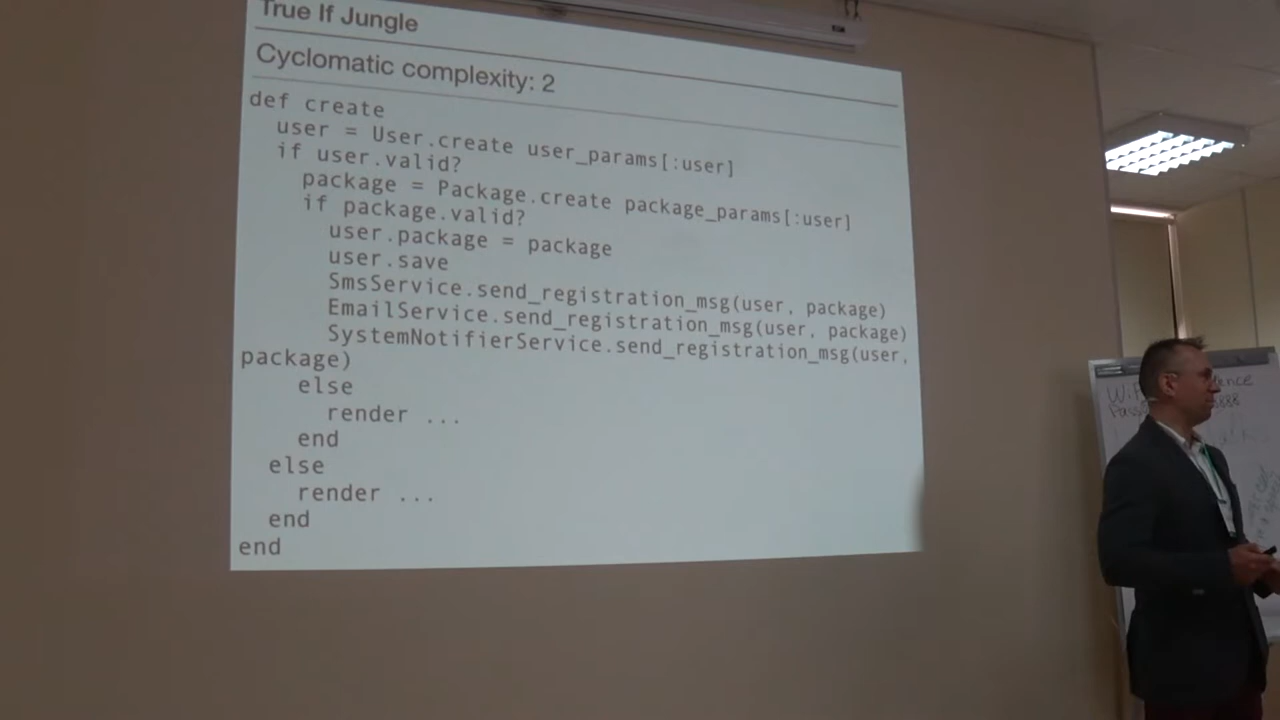 True If Jungle
Cyclomatic complexity: 2
def create
user = User.create user_params[:user]
if user.valid?
package = Package.create package_params[:user]
if package.valid?
user.package = package
user.save
SmsService.send_registration_msg(user, package)
EmailService.send_registration_msg(user, package)
SystemNotifierService.send_registration_msg(user,
package)
else
render ...
end
else
render ...
end
end